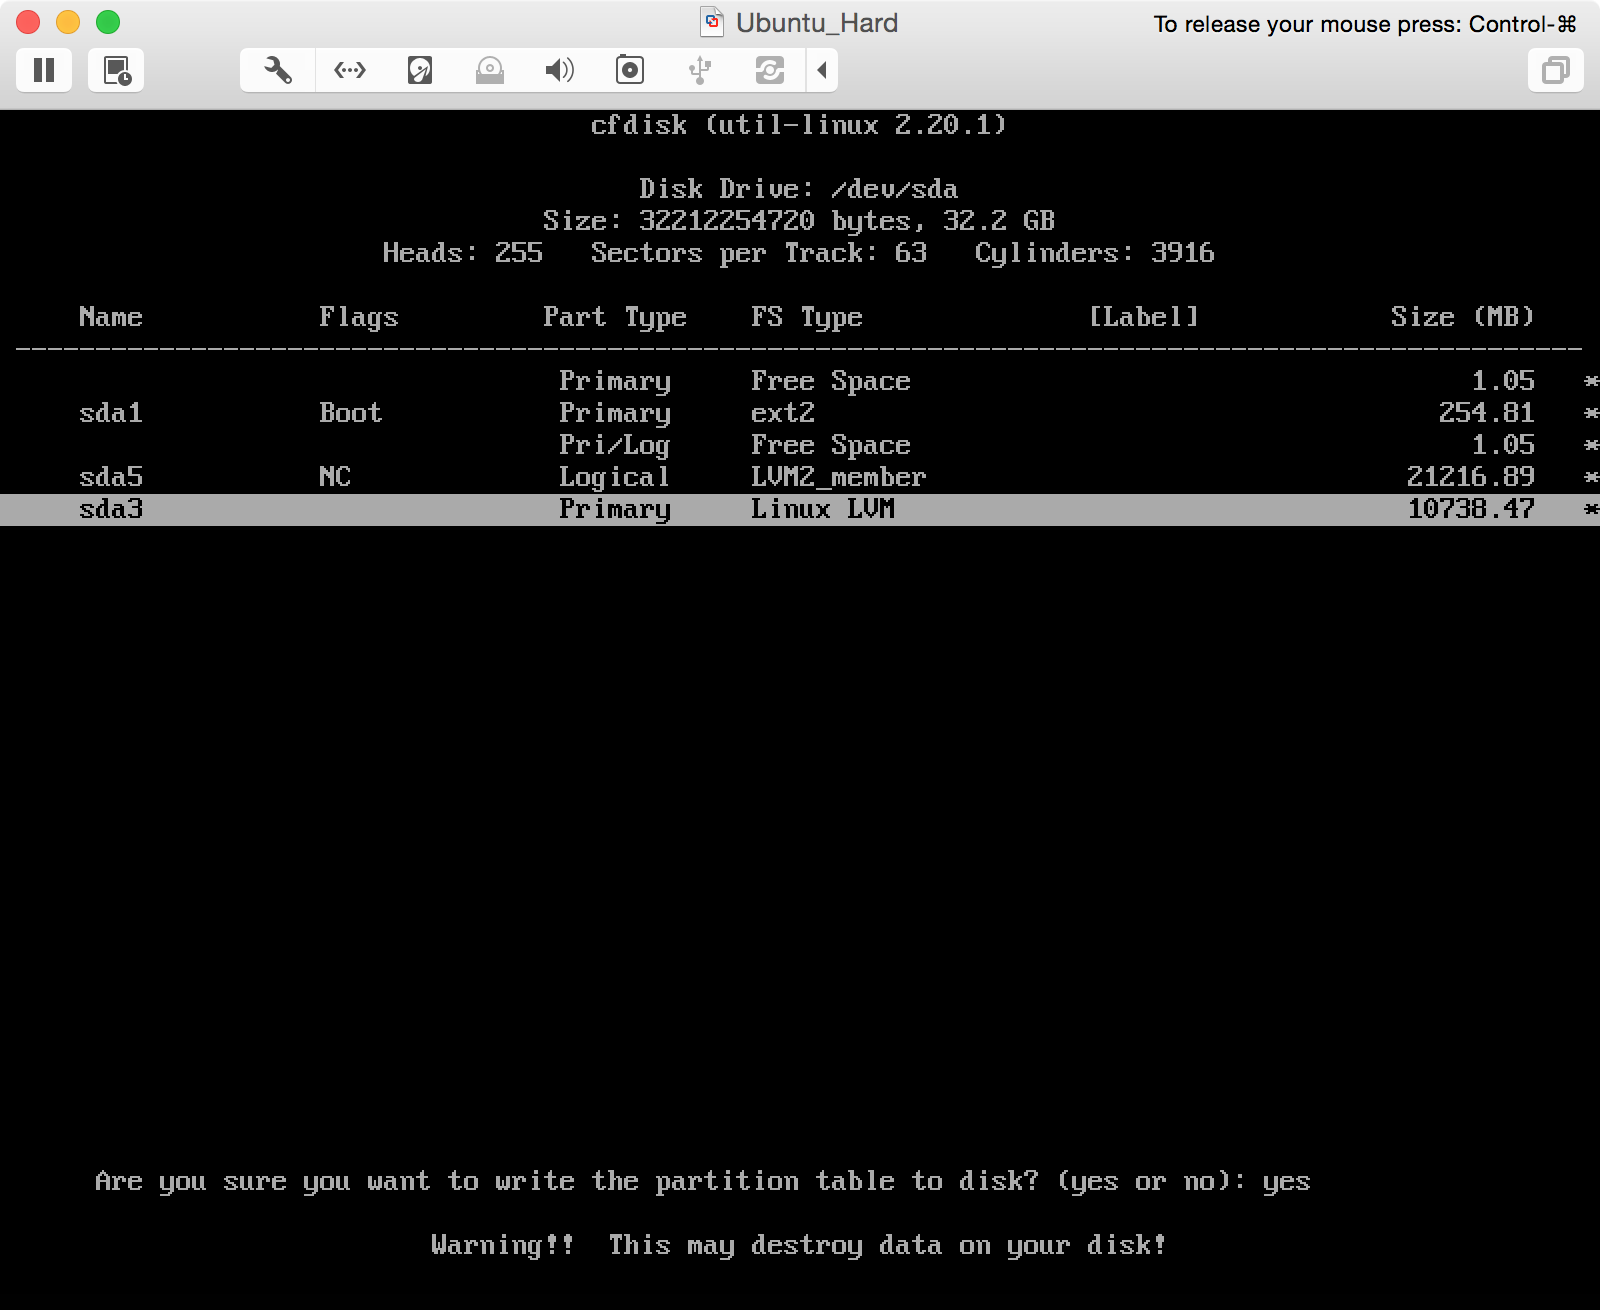 Ubuntu_Hard
To release your mouse press: Control-⌘
cfdisk (util-linux 2.20.1)
Disk Drive: /dev/sda
Size: 32212254720 bytes, 32.2 GB
Heads: 255   Sectors per Track: 63   Cylinders: 3916
Name   Flags   Part Type   FS Type   [Label]   Size (MB)
Primary   Free Space   1.05   *
sda1   Boot   Primary   ext2   254.81   *
Pri/Log   Free Space   1.05   *
sda5   NC   Logical   LVM2_member   21216.89   *
sda3   Primary   Linux LVM   10738.47   *
Are you sure you want to write the partition table to disk? (yes or no): yes
Warning!!  This may destroy data on your disk!